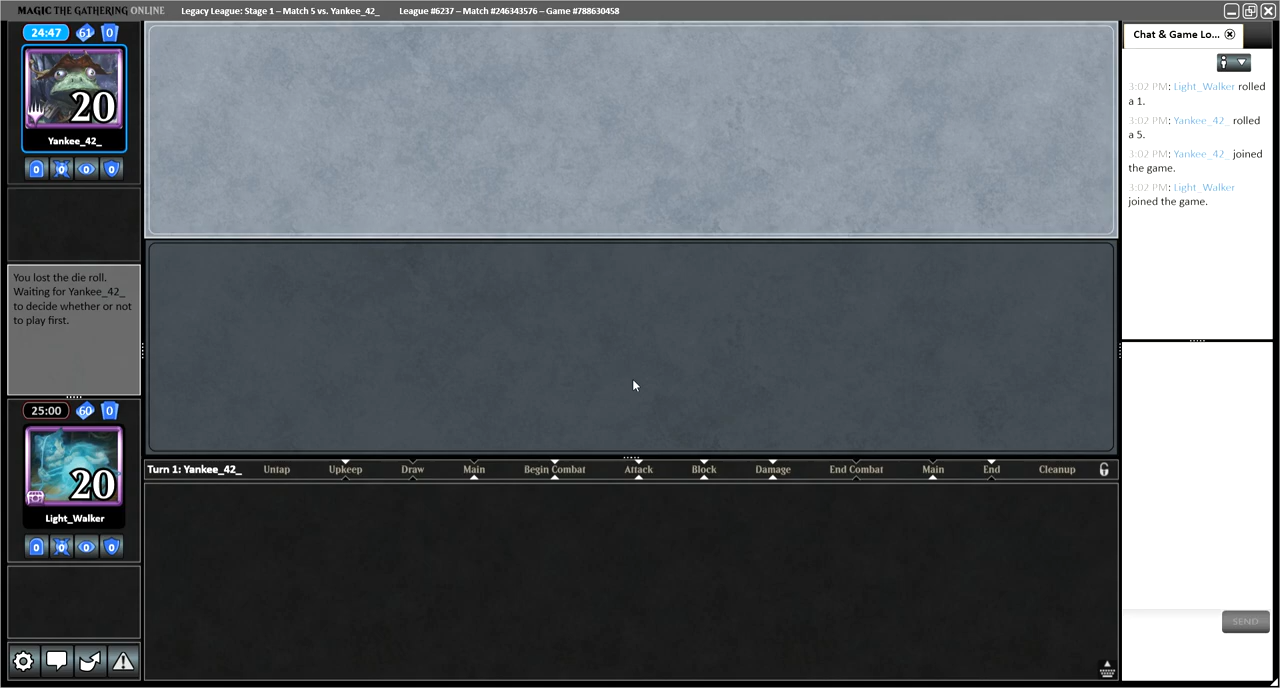 MAGIC THE GATHERING ONLINE Legacy League: Stage 1 – Match 5 vs. Yankee_42_ League #6237 – Match #246343576 – Game #788630458
24:47 61 0
20
Yankee_42_
0 0 0 0
You lost the die roll.
Waiting for Yankee_42_
to decide whether or not
to play first.
25:00 60 0
20
Light_Walker
0 0 0 0
Turn 1: Yankee_42_ Untap Upkeep Draw Main Begin Combat Attack Block Damage End Combat Main End Cleanup
Chat & Game Lo...
3:02 PM: Light_Walker rolled
a 1.
3:02 PM: Yankee_42_ rolled
a 5.
3:02 PM: Yankee_42_ joined
the game.
3:02 PM: Light_Walker
joined the game.
SEND